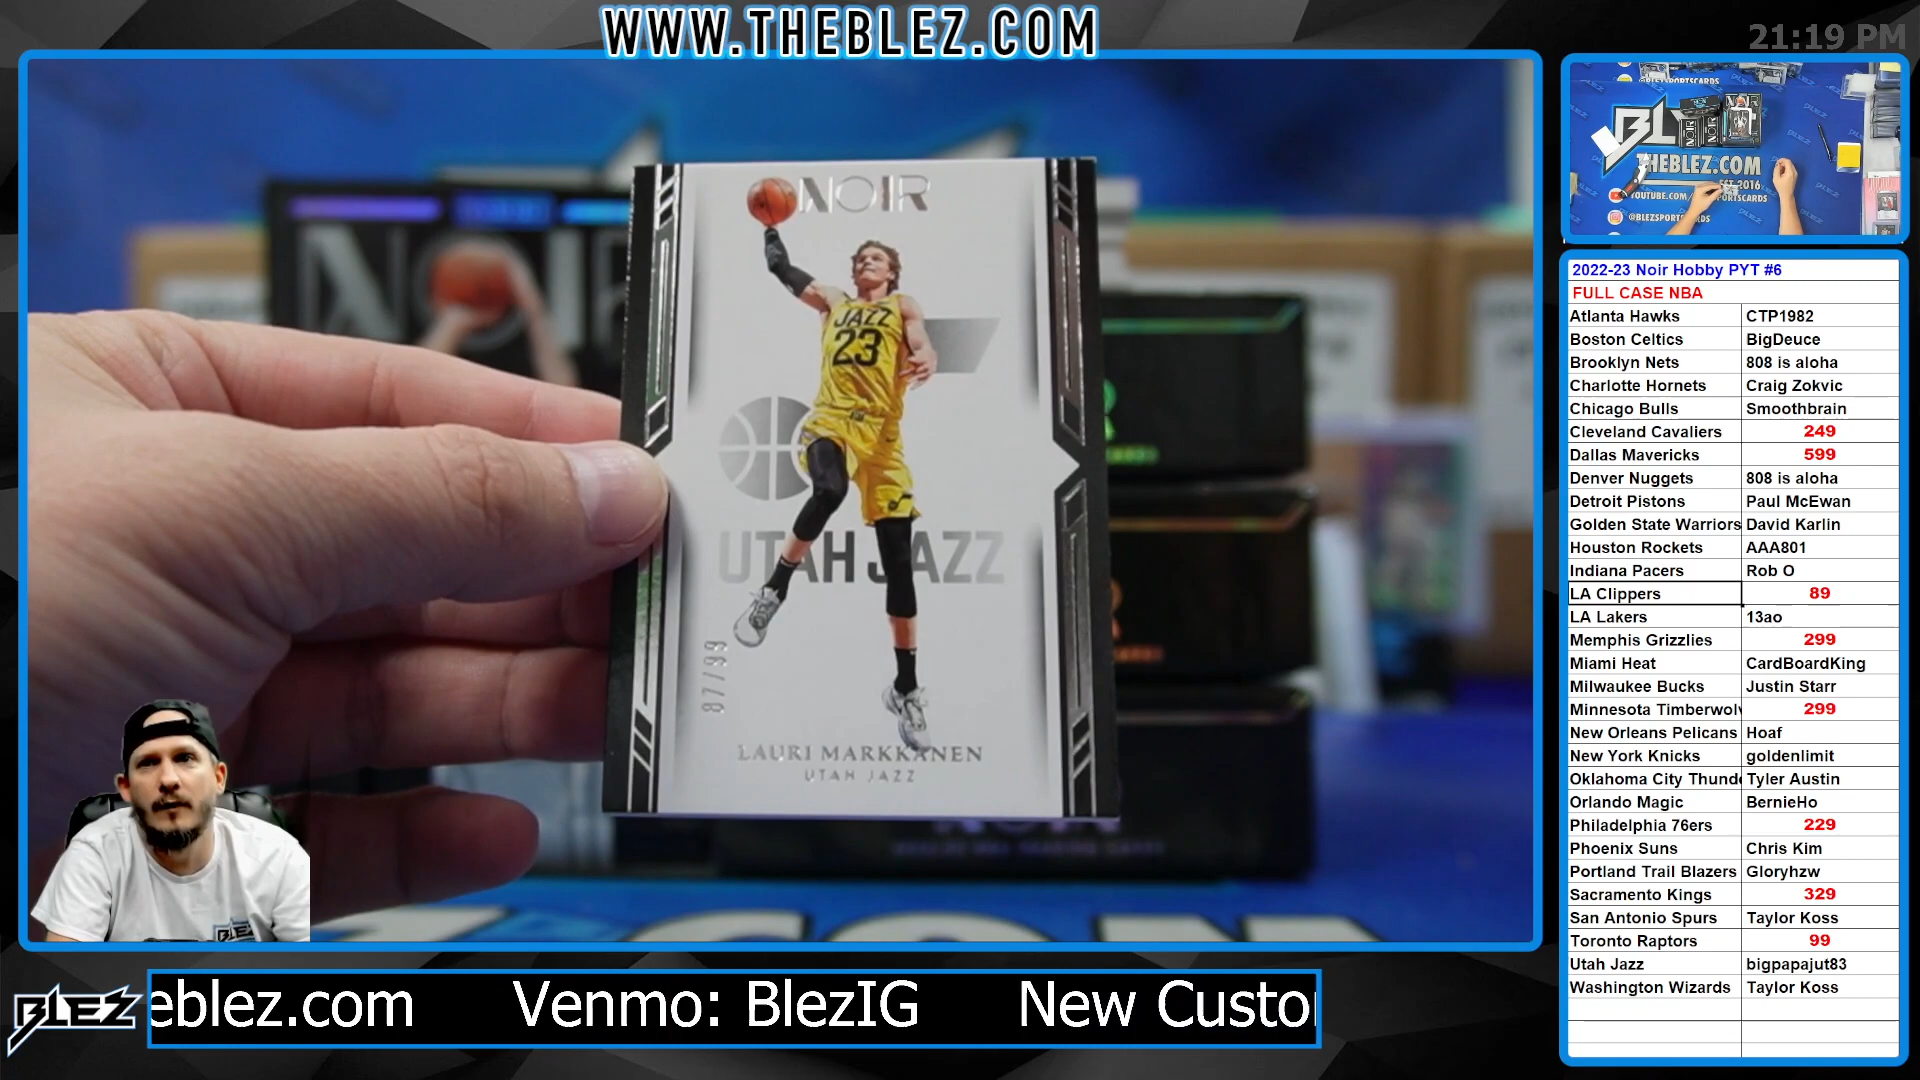 WWW.THEBLEZ.COM
21:19 PM
NOIR
JAZZ
23
UTAH JAZZ
87/99
LAURI MARKKANEN
UTAH JAZZ
THEBLEZ.COM
EST 2016
@BLEZSPORTSCARDS
2022-23 Noir Hobby PYT #6
FULL CASE NBA
Atlanta Hawks CTP1982
Boston Celtics BigDeuce
Brooklyn Nets 808 is aloha
Charlotte Hornets Craig Zokvic
Chicago Bulls Smoothbrain
Cleveland Cavaliers 249
Dallas Mavericks 599
Denver Nuggets 808 is aloha
Detroit Pistons Paul McEwan
Golden State Warriors David Karlin
Houston Rockets AAA801
Indiana Pacers Rob O
LA Clippers 89
LA Lakers 13ao
Memphis Grizzlies 299
Miami Heat CardBoardKing
Milwaukee Bucks Justin Starr
Minnesota Timberwolv 299
New Orleans Pelicans Hoaf
New York Knicks goldenlimit
Oklahoma City Thunde Tyler Austin
Orlando Magic BernieHo
Philadelphia 76ers 229
Phoenix Suns Chris Kim
Portland Trail Blazers Gloryhzw
Sacramento Kings 329
San Antonio Spurs Taylor Koss
Toronto Raptors 99
Utah Jazz bigpapajut83
Washington Wizards Taylor Koss
BLEZ
eblez.com Venmo: BlezIG New Custo